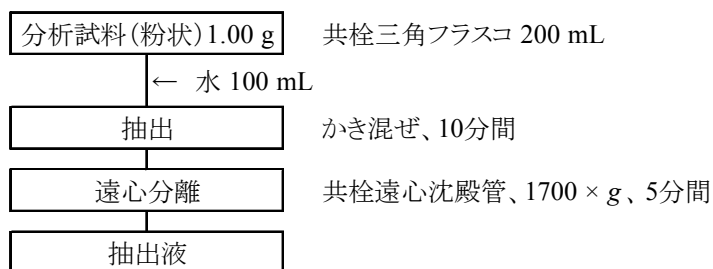 分析試料(粉状)1.00 g 共栓三角フラスコ 200 mL
← 水 100 mL
抽出 かき混ぜ、10分間
遠心分離 共栓遠心沈殿管、1700 × g 、5分間
抽出液